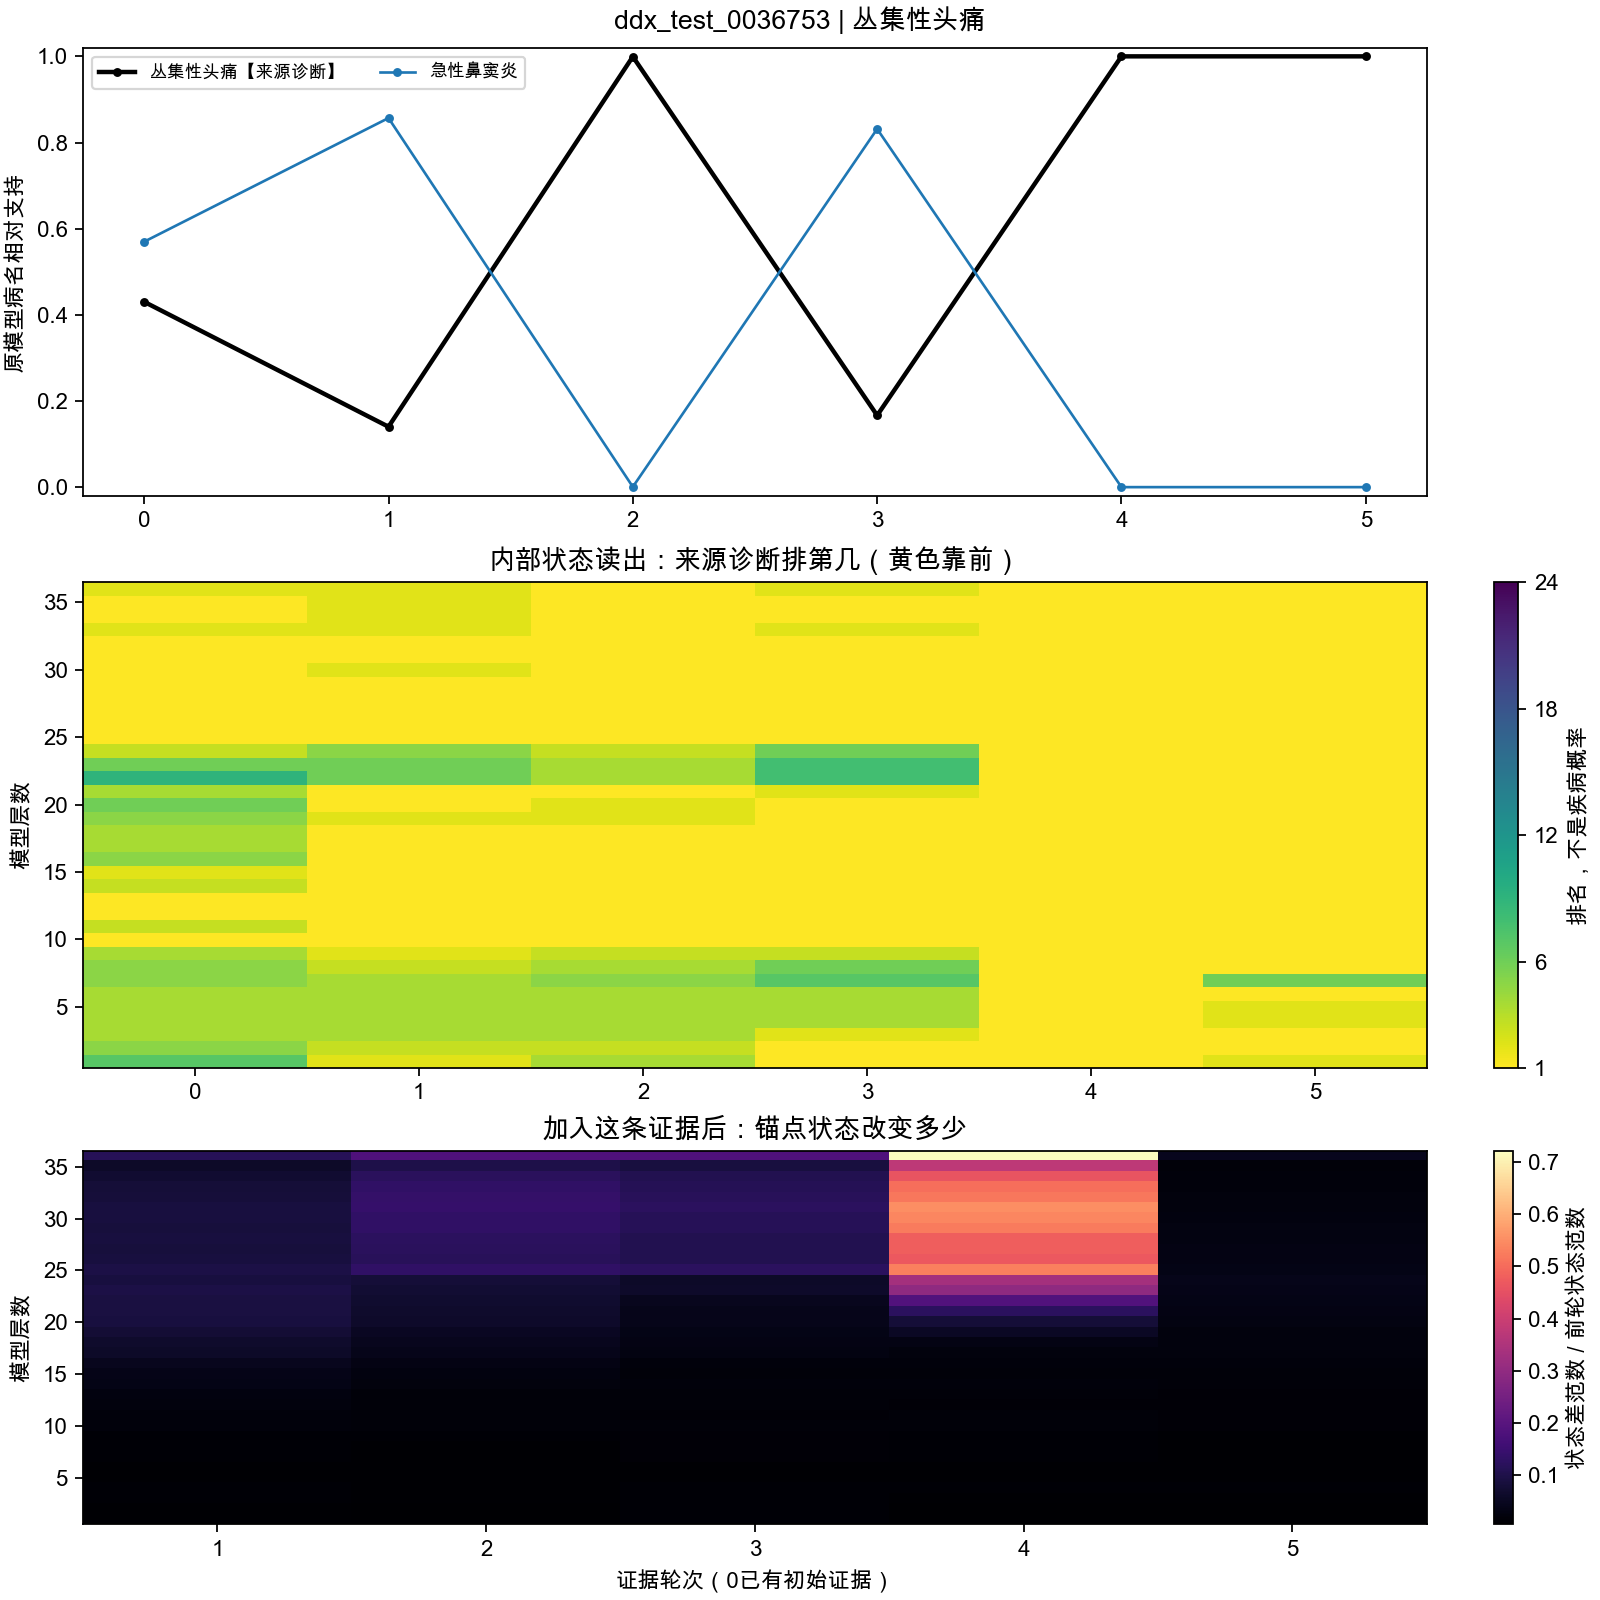 ddx_test_0036753 | 丛集性头痛
丛集性头痛【来源诊断】
急性鼻窦炎
原模型病名相对支持
1.0
0.8
0.6
0.4
0.2
0.0
0 1 2 3 4 5
内部状态读出：来源诊断排第几（黄色靠前）
模型层数
35
30
25
20
15
10
5
0 1 2 3 4 5
24
18
12
6
1
排名，不是疾病概率
加入这条证据后：锚点状态改变多少
模型层数
35
30
25
20
15
10
5
1 2 3 4 5
证据轮次（0已有初始证据）
0.7
0.6
0.5
0.4
0.3
0.2
0.1
状态差范数 / 前轮状态范数